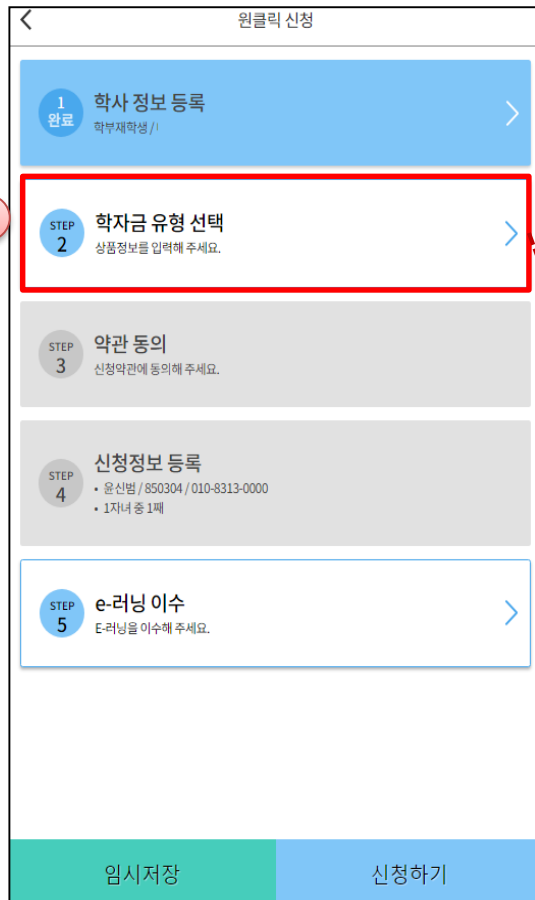 원클릭 신청
1
완료
학사 정보 등록
학부재학생 /
STEP
2
학자금 유형 선택
상품정보를 입력해 주세요.
STEP
3
약관 동의
신청약관에 동의해 주세요.
STEP
4
신청정보 등록
• 윤신범 / 850304 / 010-8313-0000
• 1자녀 중 1째
STEP
5
e-러닝 이수
E-러닝을 이수해 주세요.
임시저장
신청하기